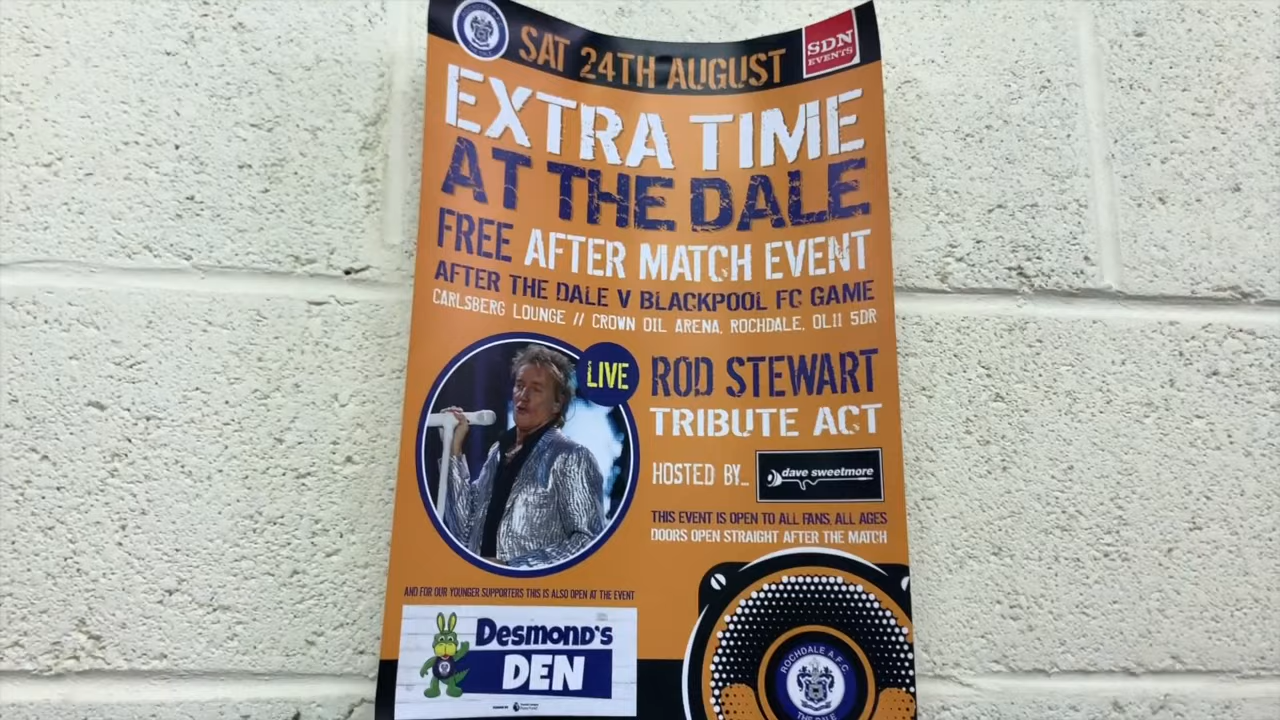 SAT 24TH AUGUST
SDN
EVENTS
EXTRA TIME
AT THE DALE
FREE AFTER MATCH EVENT
AFTER THE DALE V BLACKPOOL FC GAME
CARLSBERG LOUNGE // CROWN OIL ARENA, ROCHDALE, OL11 5DR
LIVE
ROD STEWART
TRIBUTE ACT
HOSTED BY...
dave sweetmore
THIS EVENT IS OPEN TO ALL FANS, ALL AGES
DOORS OPEN STRAIGHT AFTER THE MATCH
AND FOR OUR YOUNGER SUPPORTERS THIS IS ALSO OPEN AT THE EVENT
Desmond's
DEN
ROCHDALE A.F.C.
THE DALE